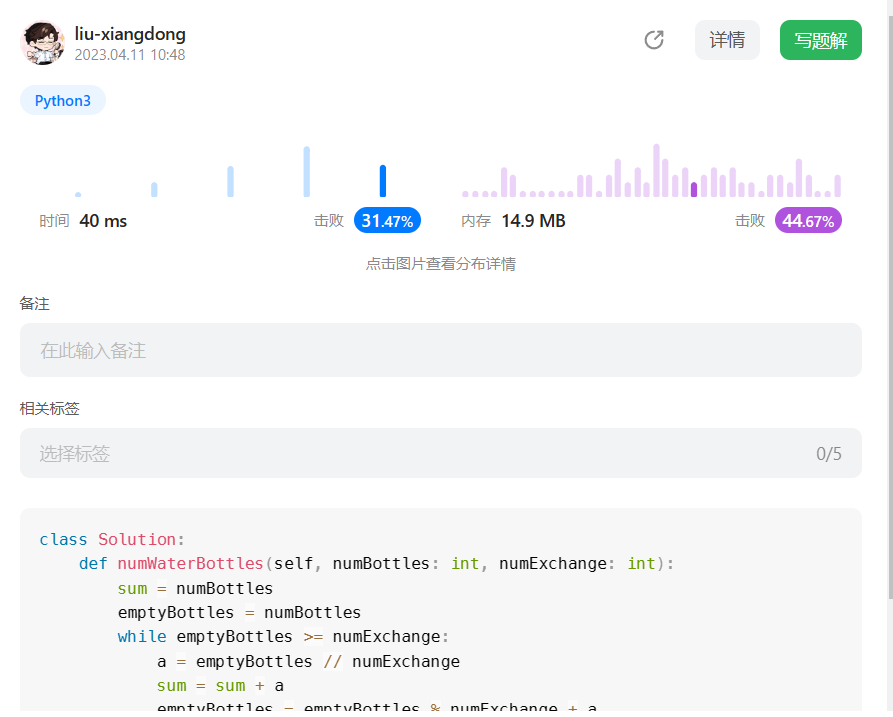 liu-xiangdong
2023.04.11 10:48
详情
写题解
Python3
时间 40 ms 击败 31.47%
内存 14.9 MB 击败 44.67%
点击图片查看分布详情
备注
在此输入备注
相关标签
选择标签 0/5
class Solution:
def numWaterBottles(self, numBottles: int, numExchange: int):
sum = numBottles
emptyBottles = numBottles
while emptyBottles >= numExchange:
a = emptyBottles // numExchange
sum = sum + a
emptyBottles = emptyBottles % numExchange + a